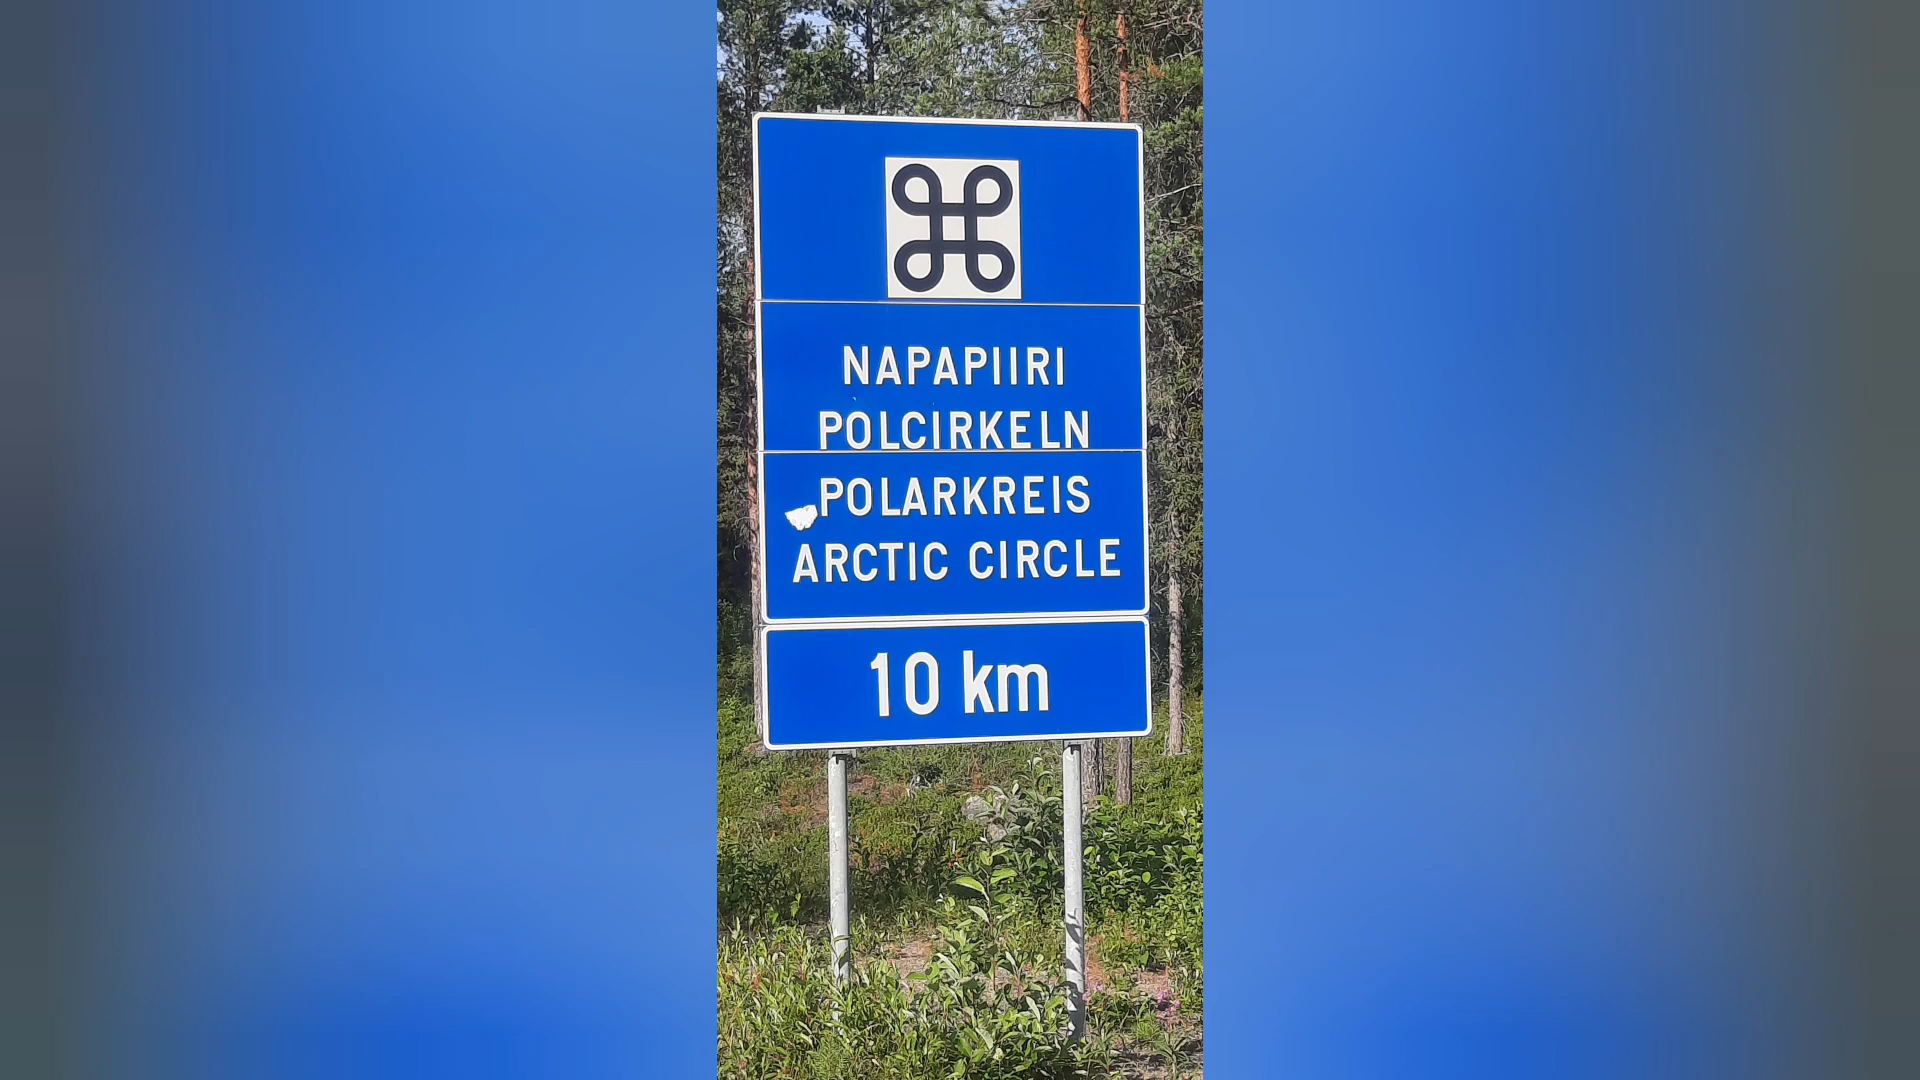 NAPAPIIRI
POLCIRKELN
POLARKREIS
ARCTIC CIRCLE
10 km